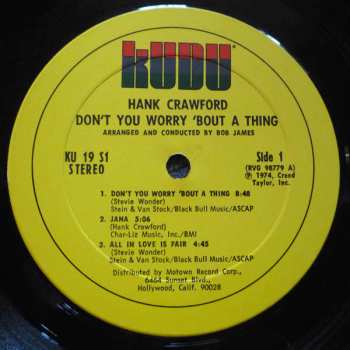 KUDU
HANK CRAWFORD
DON'T YOU WORRY 'BOUT A THING
ARRANGED AND CONDUCTED BY BOB JAMES
KU 19 S1
STEREO
Side 1
(RVG 98779 A)
Ⓟ 1974, Creed
Taylor, Inc.
1. DON'T YOU WORRY 'BOUT A THING 8:48
(Stevie Wonder)
Stein & Van Stock/Black Bull Music/ASCAP
2. JANA 5:06
(Hank Crawford)
Char-Liz Music, Inc./BMI
3. ALL IN LOVE IS FAIR 4:45
(Stevie Wonder)
Stein & Van Stock/Black Bull Music/ASCAP
Distributed by Motown Record Corp.,
6464 Sunset Blvd.,
Hollywood, Calif. 90028